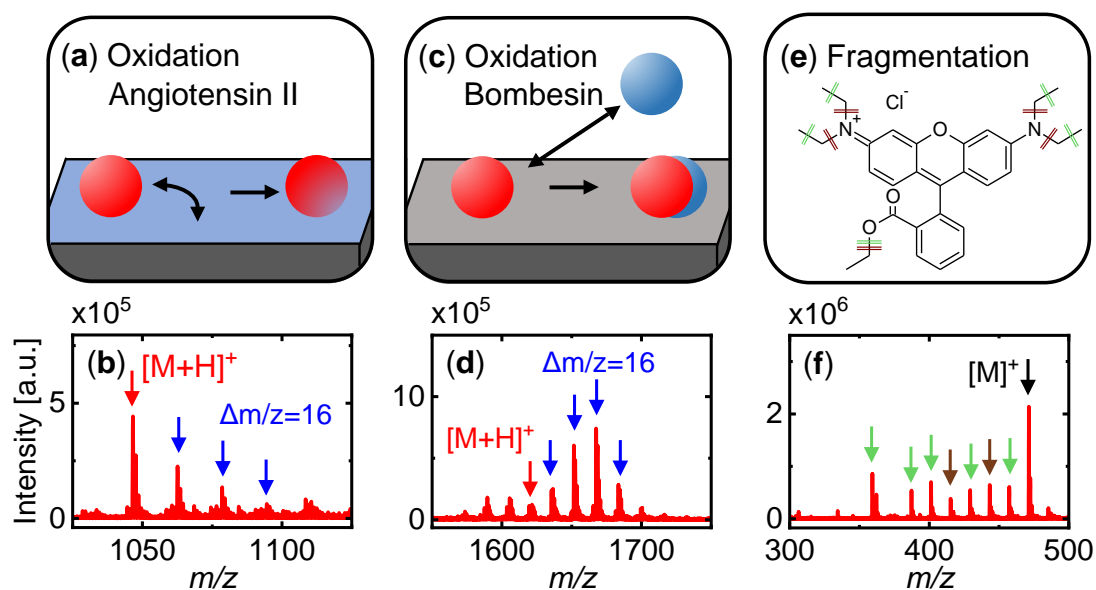 (a) Oxidation
Angiotensin II
(c) Oxidation
Bombesin
(e) Fragmentation
Cl⁻
N⁺
O
N
O
O
x10⁵
(b)
[M+H]⁺
Δm/z=16
5
0
1050
1100
m/z
Intensity [a.u.]
x10⁵
(d)
Δm/z=16
[M+H]⁺
10
0
1600
1700
m/z
x10⁶
(f)
[M]⁺
2
0
300
400
500
m/z